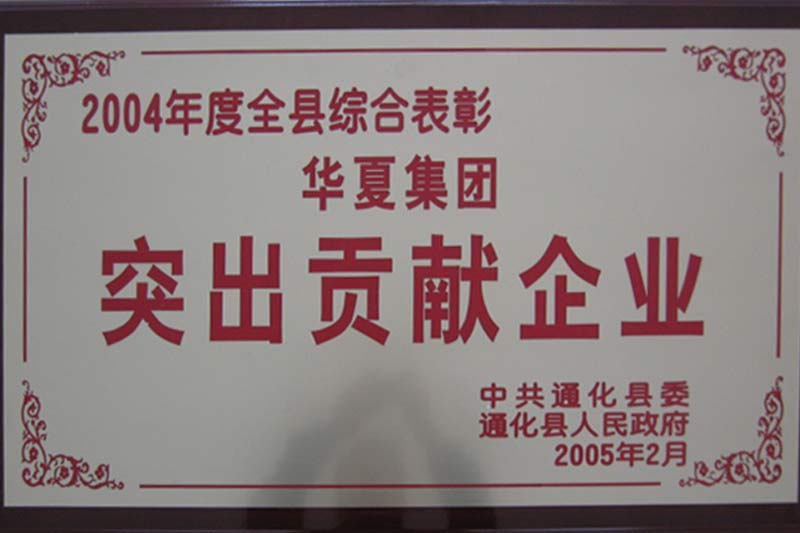 2004年度全县综合表彰
华夏集团
突出贡献企业
中共通化县委
通化县人民政府
2005年2月